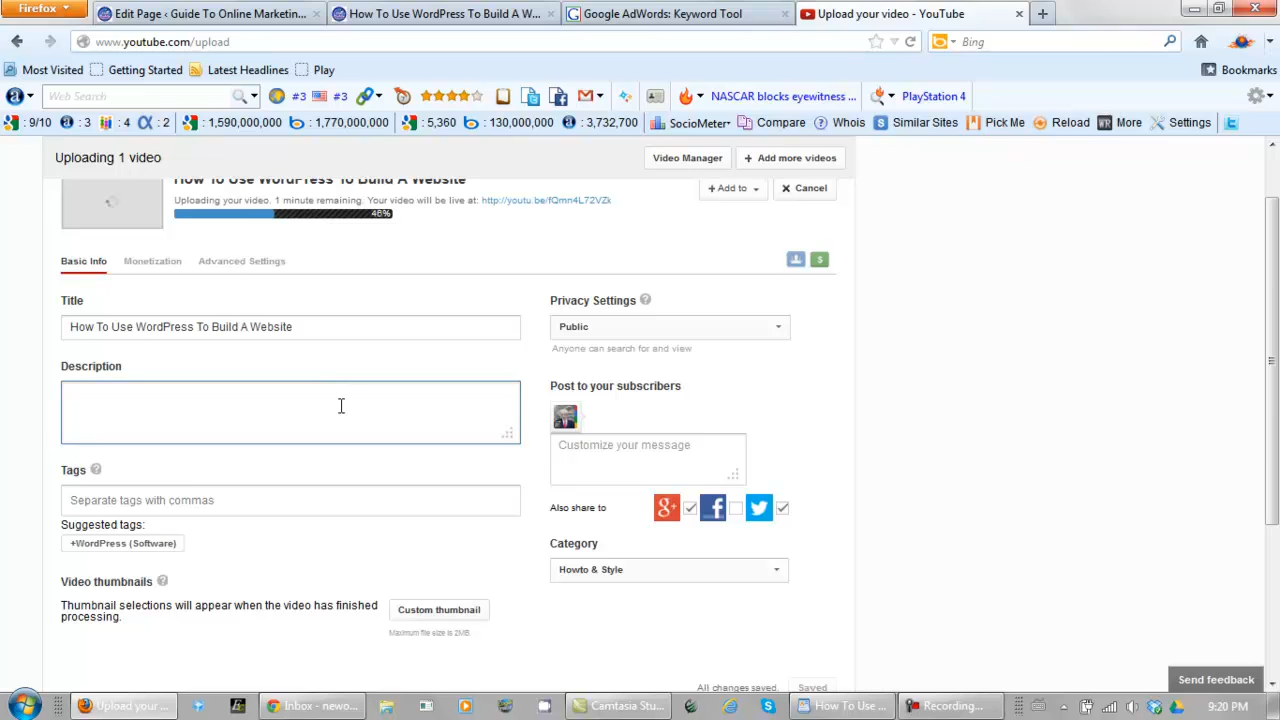 Firefox
Edit Page ‹ Guide To Online Marketin...
How To Use WordPress To Build A W...
Google AdWords: Keyword Tool
Upload your video - YouTube
www.youtube.com/upload
Bing
Most Visited
Getting Started
Latest Headlines
Play
Bookmarks
Web Search
#3
#3
NASCAR blocks eyewitness ...
PlayStation 4
: 9/10
: 3
: 4
: 2
: 1,590,000,000
: 1,770,000,000
: 5,360
: 130,000,000
: 3,732,700
SocioMeter
Compare
Whois
Similar Sites
Pick Me
Reload
More
Settings
Uploading 1 video
Video Manager
+ Add more videos
How To Use WordPress To Build A Website
+ Add to
Cancel
Uploading your video. 1 minute remaining. Your video will be live at: http://youtu.be/fQmn4L72VZk
46%
Basic Info
Monetization
Advanced Settings
Title
Privacy Settings
How To Use WordPress To Build A Website
Public
Anyone can search for and view
Description
Post to your subscribers
Customize your message
Tags
Separate tags with commas
Also share to
Suggested tags:
+WordPress (Software)
Category
Howto & Style
Video thumbnails
Thumbnail selections will appear when the video has finished
processing.
Custom thumbnail
Maximum file size is 2MB.
All changes saved.
Saved
Send feedback
Upload your ...
Inbox - newo...
Camtasia Stu...
How To Use ...
Recording...
9:20 PM